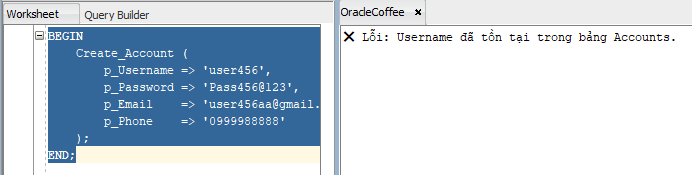 Worksheet Query Builder
BEGIN
Create_Account (
p_Username => 'user456',
p_Password => 'Pass456@123',
p_Email => 'user456aa@gmail.
p_Phone => '0999988888'
);
END;
OracleCoffee ×
❌ Lỗi: Username đã tồn tại trong bảng Accounts.